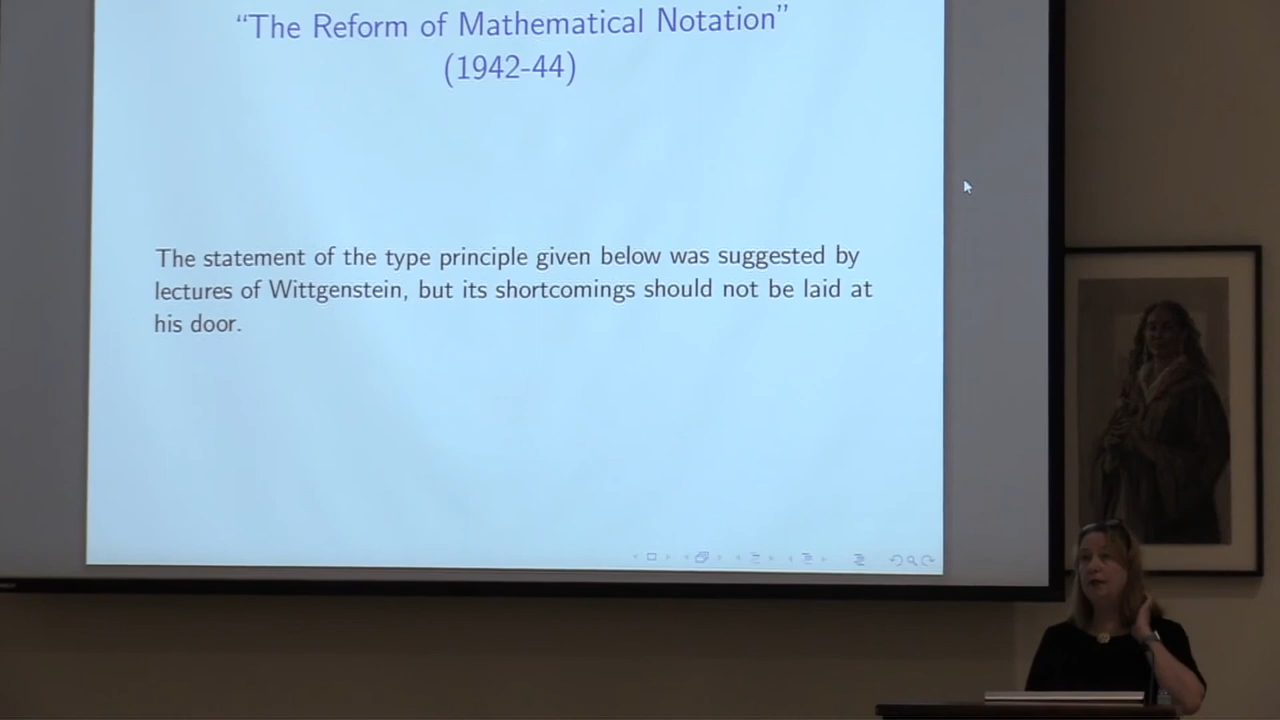 “The Reform of Mathematical Notation”
(1942-44)
The statement of the type principle given below was suggested by
lectures of Wittgenstein, but its shortcomings should not be laid at
his door.